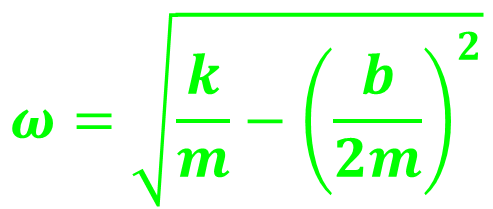 ω = √(k/m − (b/2m)²)